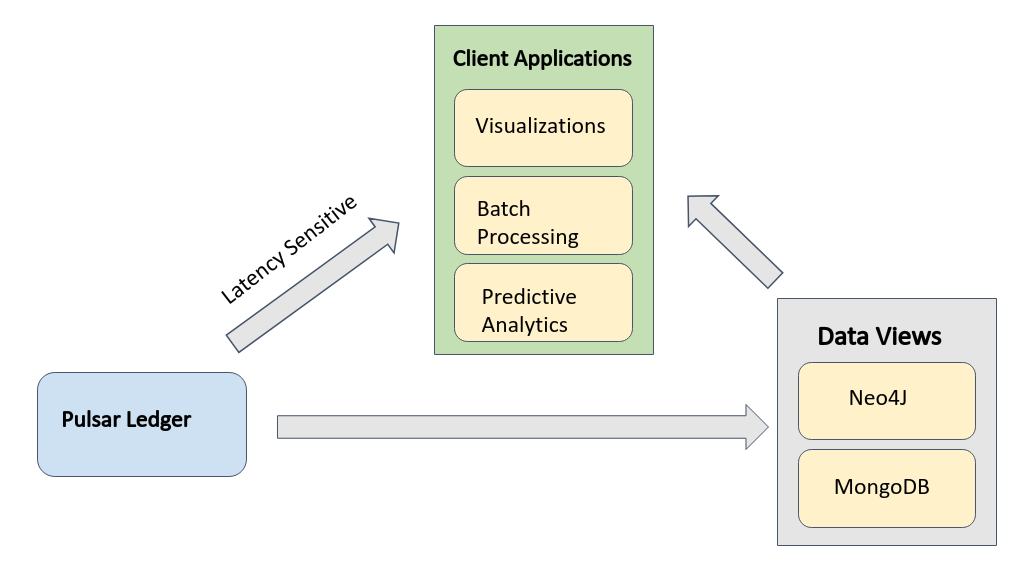 Client Applications
Visualizations
Batch
Processing
Predictive
Analytics
Latency Sensitive
Pulsar Ledger
Data Views
Neo4J
MongoDB